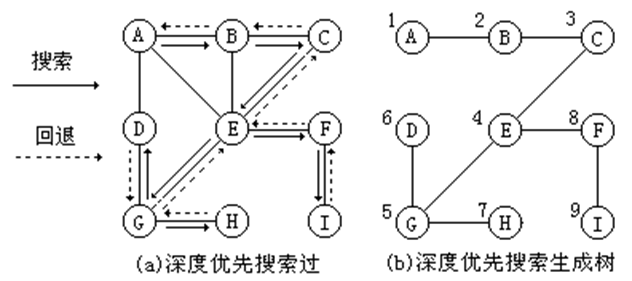 搜索
回退
A B C
D E F
G H I
(a)深度优先搜索过
1 A 2 B 3 C
6 D 4 E 8 F
5 G 7 H 9 I
(b)深度优先搜索生成树